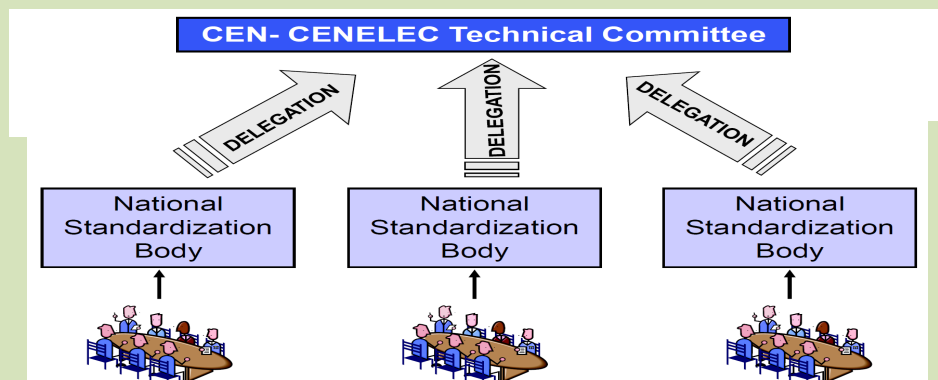 CEN- CENELEC Technical Committee
DELEGATION
DELEGATION
DELEGATION
National
Standardization
Body
National
Standardization
Body
National
Standardization
Body